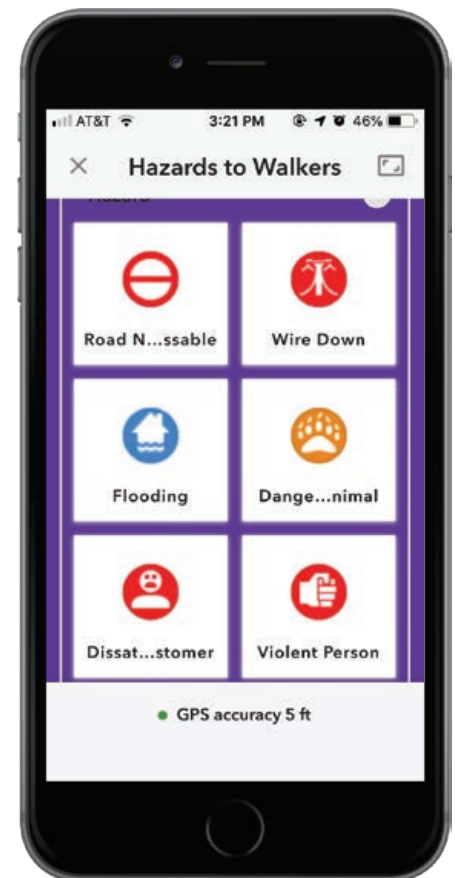 AT&T 3:21 PM 46%
Hazards to Walkers
Hazard
Road N...ssable Wire Down
Flooding Dange...nimal
Dissat...stomer Violent Person
GPS accuracy 5 ft